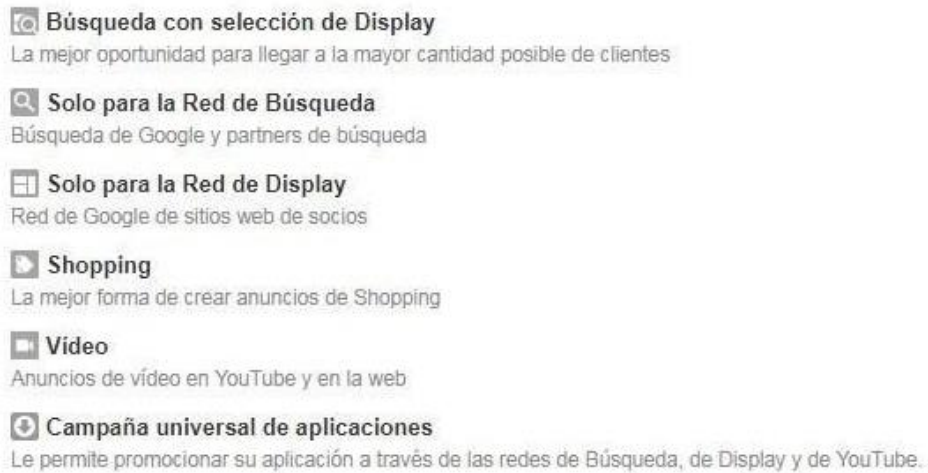 Búsqueda con selección de Display
La mejor oportunidad para llegar a la mayor cantidad posible de clientes
Solo para la Red de Búsqueda
Búsqueda de Google y partners de búsqueda
Solo para la Red de Display
Red de Google de sitios web de socios
Shopping
La mejor forma de crear anuncios de Shopping
Vídeo
Anuncios de vídeo en YouTube y en la web
Campaña universal de aplicaciones
Le permite promocionar su aplicación a través de las redes de Búsqueda, de Display y de YouTube.